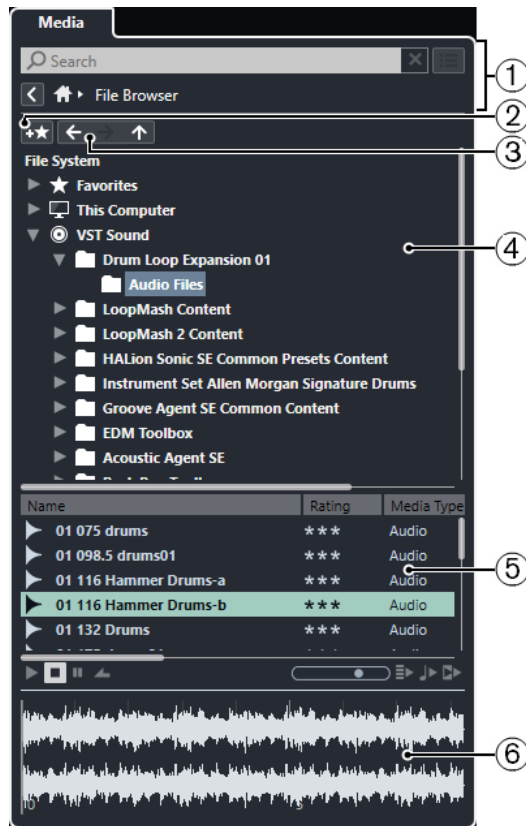 Media
Search
File Browser
1
2
3
File System
Favorites
This Computer
VST Sound
4
Drum Loop Expansion 01
Audio Files
LoopMash Content
LoopMash 2 Content
HALion Sonic SE Common Presets Content
Instrument Set Allen Morgan Signature Drums
Groove Agent SE Common Content
EDM Toolbox
Acoustic Agent SE
Name Rating Media Type
01 075 drums *** Audio
01 098.5 drums01 *** Audio
5
01 116 Hammer Drums-a *** Audio
01 116 Hammer Drums-b *** Audio
01 132 Drums *** Audio
6
0 5